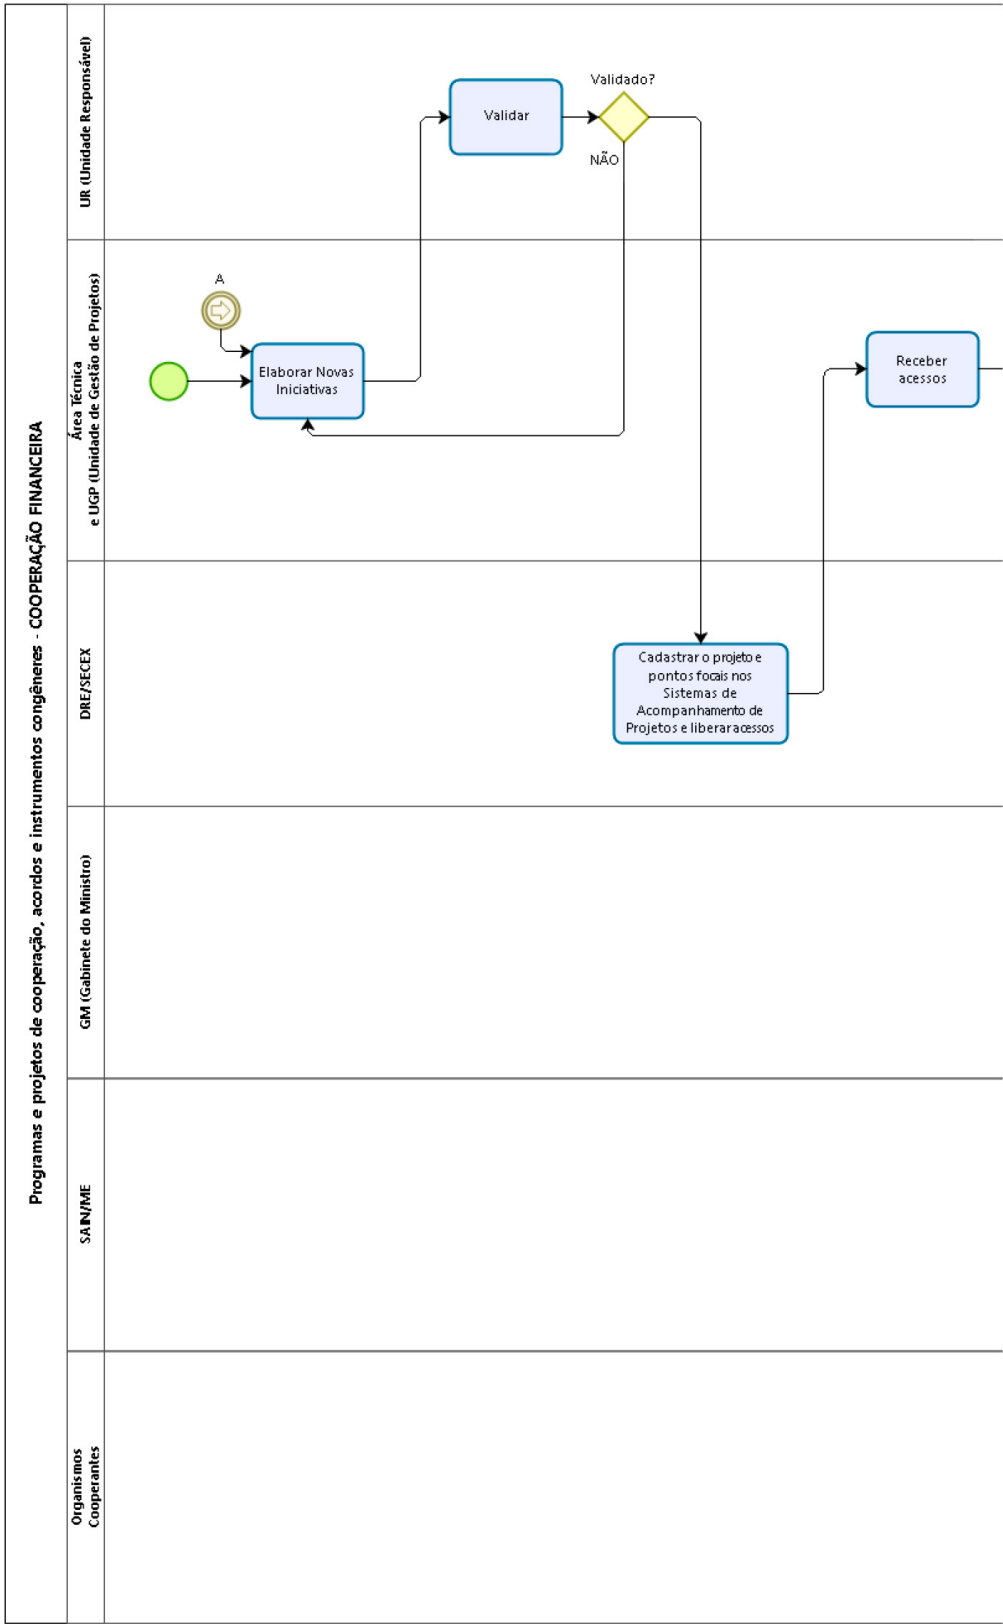 Programas e projetos de cooperação, acordos e instrumentos congêneres - COOPERAÇÃO FINANCEIRA
UR (Unidade Responsável)
Validar
Validado?
NÃO
Área Técnica
e UGP (Unidade de Gestão de Projetos)
A
Elaborar Novas
Iniciativas
Receber
acessos
DRE/SECEX
Cadastrar o projeto e
pontos focais nos
Sistemas de
Acompanhamento de
Projetos e liberar acessos
GM (Gabinete do Ministro)
SAIN/ME
Organismos
Cooperantes